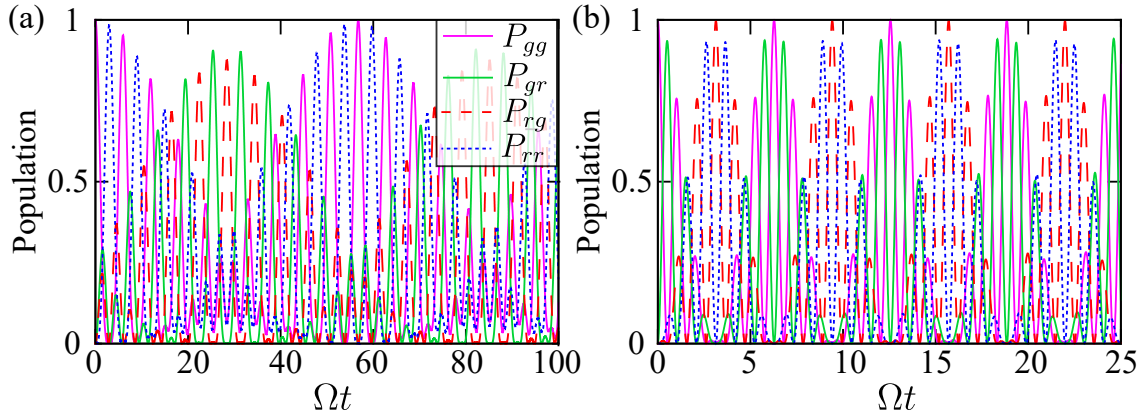 (a)
1
0.5
0
Population
P_gg
P_gr
P_rg
P_rr
0 20 40 60 80 100
Ωt
(b)
1
0.5
0
Population
0 5 10 15 20 25
Ωt